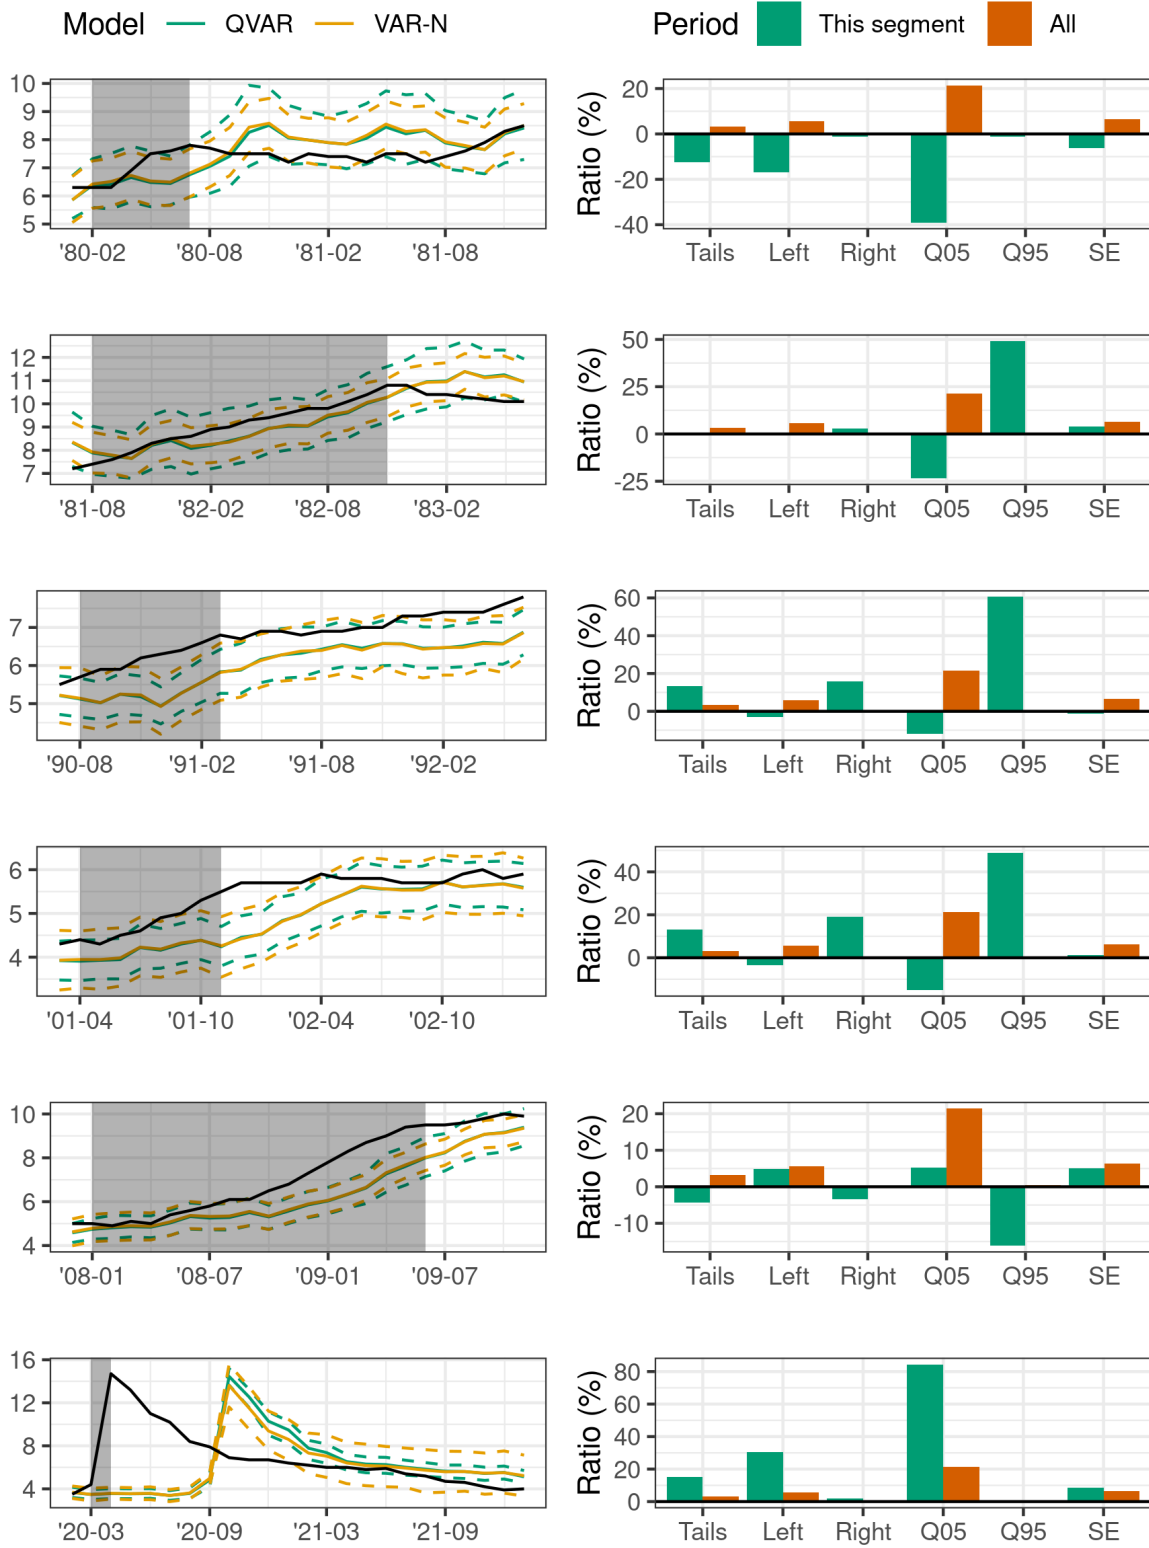 Model QVAR VAR-N
Period This segment All
10
9
8
7
6
5
'80-02 '80-08 '81-02 '81-08
Ratio (%)
20
0
-20
-40
Tails Left Right Q05 Q95 SE
12
11
10
9
8
7
'81-08 '82-02 '82-08 '83-02
Ratio (%)
50
25
0
-25
Tails Left Right Q05 Q95 SE
7
6
5
'90-08 '91-02 '91-08 '92-02
Ratio (%)
60
40
20
0
Tails Left Right Q05 Q95 SE
6
5
4
'01-04 '01-10 '02-04 '02-10
Ratio (%)
40
20
0
Tails Left Right Q05 Q95 SE
10
8
6
4
'08-01 '08-07 '09-01 '09-07
Ratio (%)
20
10
0
-10
Tails Left Right Q05 Q95 SE
16
12
8
4
'20-03 '20-09 '21-03 '21-09
Ratio (%)
80
60
40
20
0
Tails Left Right Q05 Q95 SE